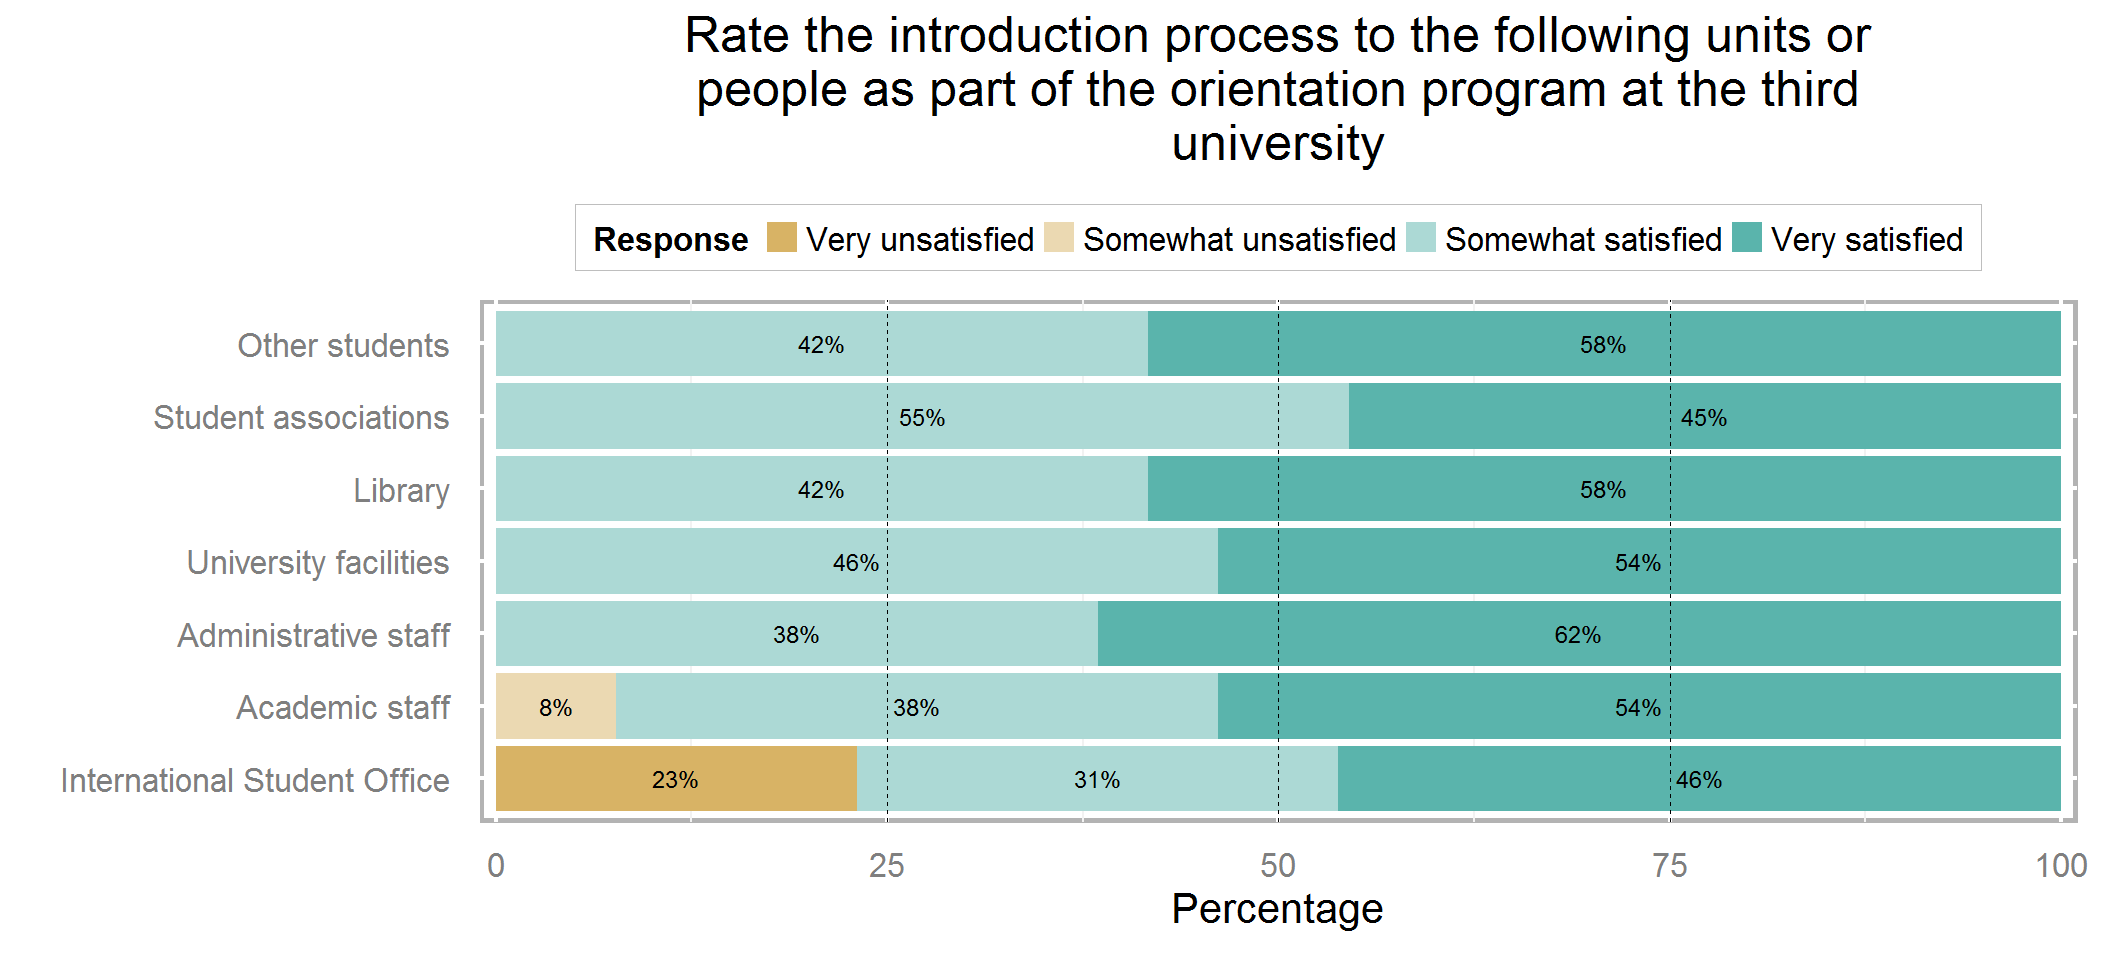 Rate the introduction process to the following units or
people as part of the orientation program at the third
university
Response Very unsatisfied Somewhat unsatisfied Somewhat satisfied Very satisfied
Other students 42% 58%
Student associations 55% 45%
Library 42% 58%
University facilities 46% 54%
Administrative staff 38% 62%
Academic staff 8% 38% 54%
International Student Office 23% 31% 46%
0 25 50 75 100
Percentage